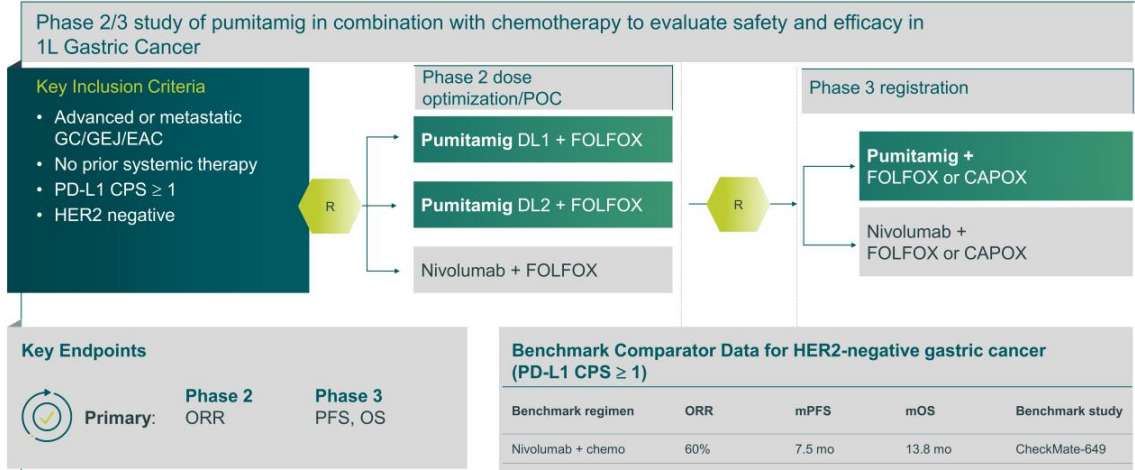 Phase 2/3 study of pumitamig in combination with chemotherapy to evaluate safety and efficacy in
1L Gastric Cancer
Key Inclusion Criteria
• Advanced or metastatic
GC/GEJ/EAC
• No prior systemic therapy
• PD-L1 CPS ≥ 1
• HER2 negative
R
Phase 2 dose
optimization/POC
Pumitamig DL1 + FOLFOX
Pumitamig DL2 + FOLFOX
Nivolumab + FOLFOX
R
Phase 3 registration
Pumitamig +
FOLFOX or CAPOX
Nivolumab +
FOLFOX or CAPOX
Key Endpoints
Phase 2 Phase 3
Primary: ORR PFS, OS
Benchmark Comparator Data for HER2-negative gastric cancer
(PD-L1 CPS ≥ 1)
Benchmark regimen ORR mPFS mOS Benchmark study
Nivolumab + chemo 60% 7.5 mo 13.8 mo CheckMate-649